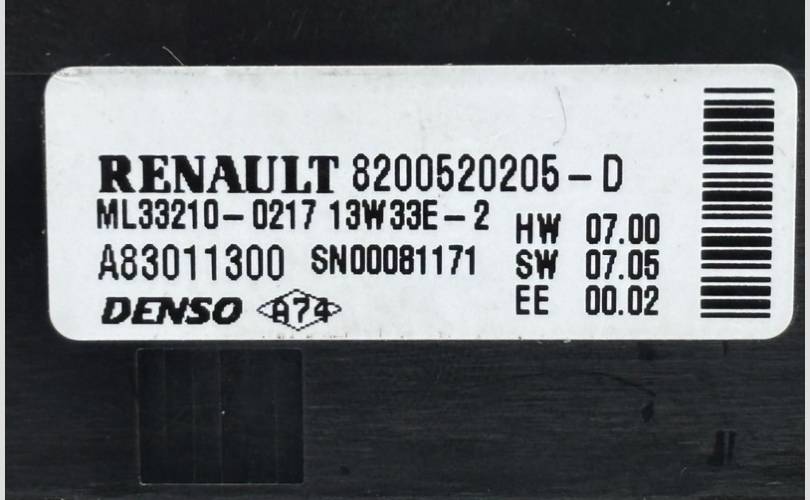 RENAULT 8200520205-D
ML33210-0217 13W33E-2
HW 07.00
A83011300 SN00081171
SW 07.05
DENSO A74
EE 00.02